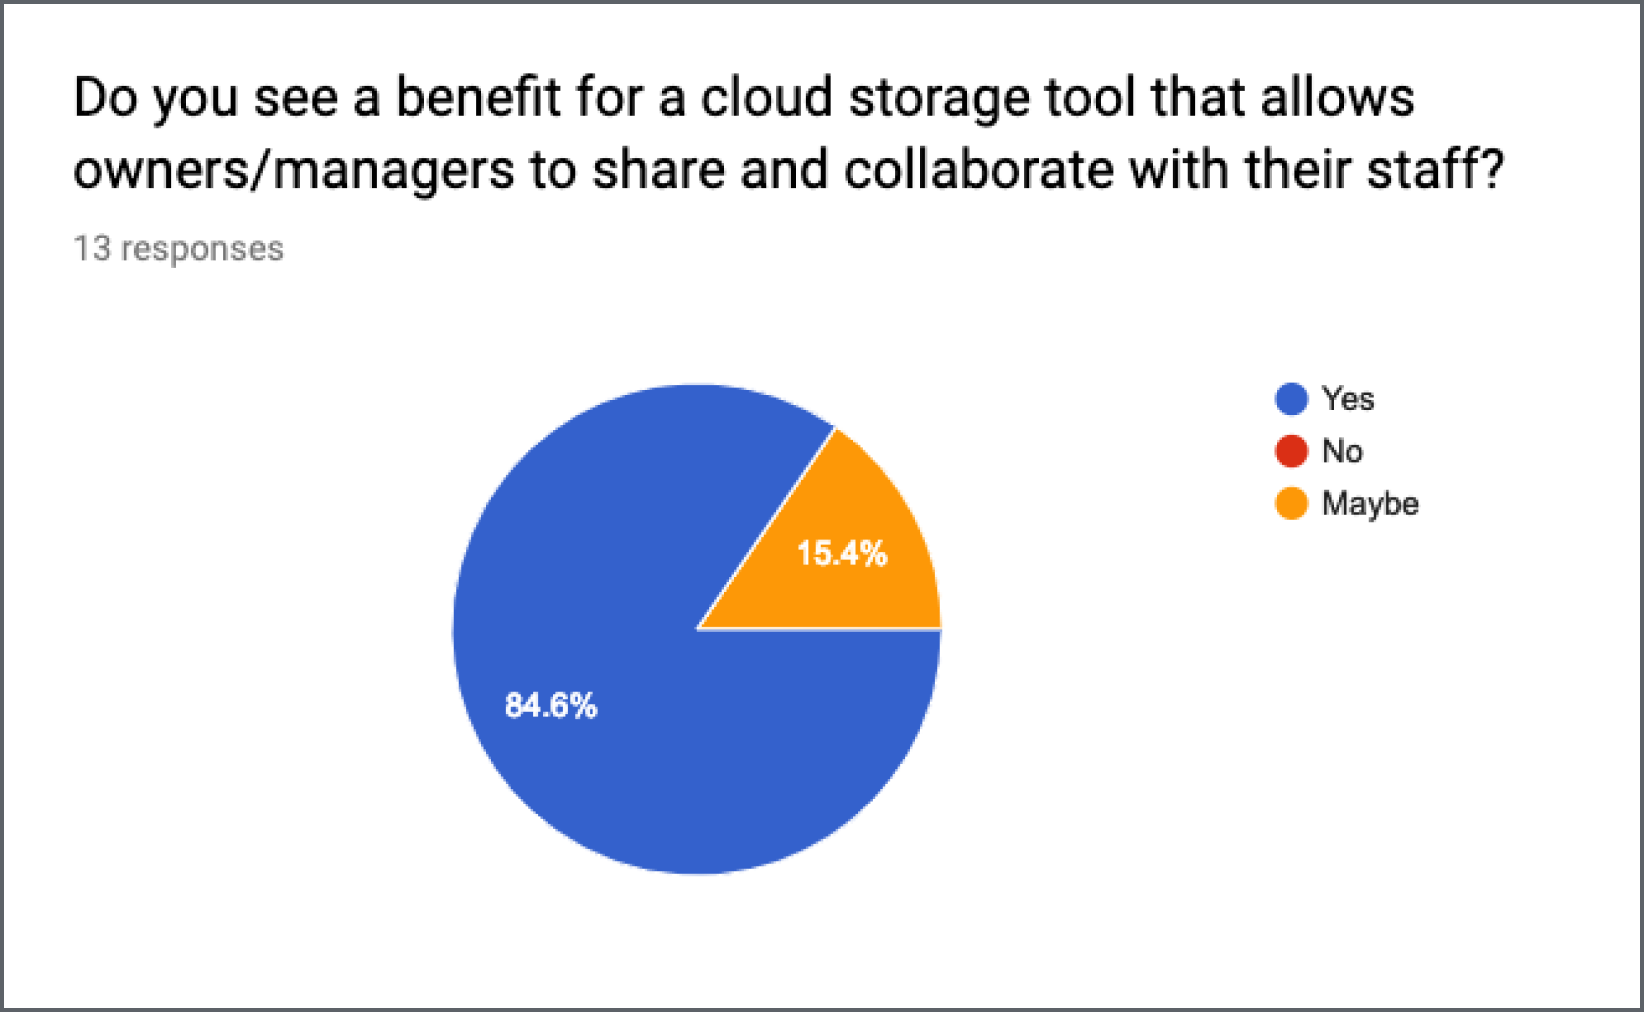 Do you see a benefit for a cloud storage tool that allows
owners/managers to share and collaborate with their staff?
13 responses
Yes
No
Maybe
15.4%
84.6%